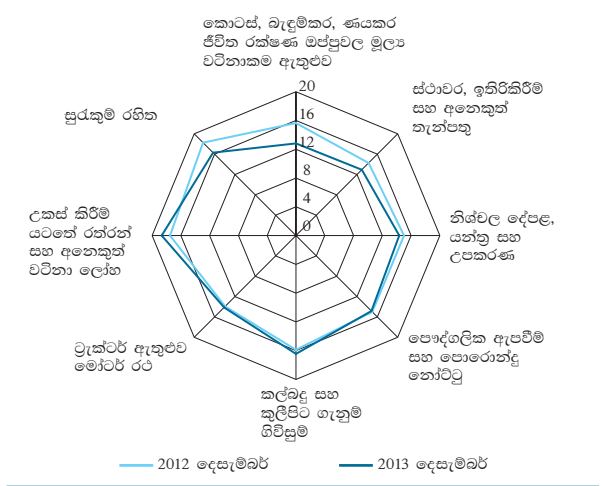 කොටස්, බැඳුම්කර, ණයකර
ජීවිත රක්ෂණ ඔප්පුවල මූල්‍ය
වටිනාකම ඇතුළුව
ස්ථාවර, ඉතිරිකිරීම්
සහ අනෙකුත්
තැන්පතු
නිශ්චල දේපළ,
යන්ත්‍ර සහ
උපකරණ
පෞද්ගලික ඇපවීම්
සහ පොරොන්දු
නෝට්ටු
කල්බදු සහ
කුලීපිට ගැනුම්
ගිවිසුම්
ට්‍රැක්ටර් ඇතුළුව
මෝටර් රථ
උකස් කිරීම්
යටතේ රත්රන්
සහ අනෙකුත්
වටිනා ලෝහ
සුරැකුම් රහිත
20
16
12
8
4
0
2012 දෙසැම්බර්
2013 දෙසැම්බර්